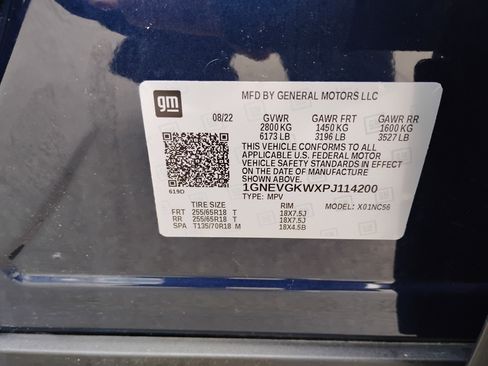 gm
MFD BY GENERAL MOTORS LLC
08/22 GVWR GAWR FRT GAWR RR
2800 KG 1450 KG 1600 KG
6173 LB 3196 LB 3527 LB
THIS VEHICLE CONFORMS TO ALL
APPLICABLE U.S. FEDERAL MOTOR
VEHICLE SAFETY STANDARDS IN EFFECT
ON THE DATE OF MANUFACTURE
SHOWN ABOVE.
619D
1GNEVGKWXPJ114200
TYPE: MPV
TIRE SIZE RIM MODEL: X01NC56
FRT 255/65R18 T 18X7.5J
RR 255/65R18 T 18X7.5J
SPA T135/70R18 M 18X4.5B